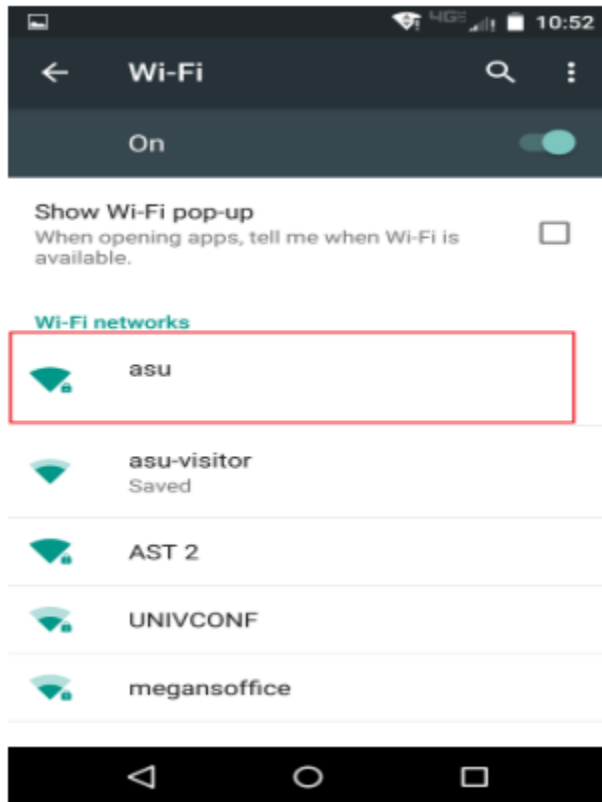 4GE 10:52
Wi-Fi
On
Show Wi-Fi pop-up
When opening apps, tell me when Wi-Fi is
available.
Wi-Fi networks
asu
asu-visitor
Saved
AST 2
UNIVCONF
megansoffice